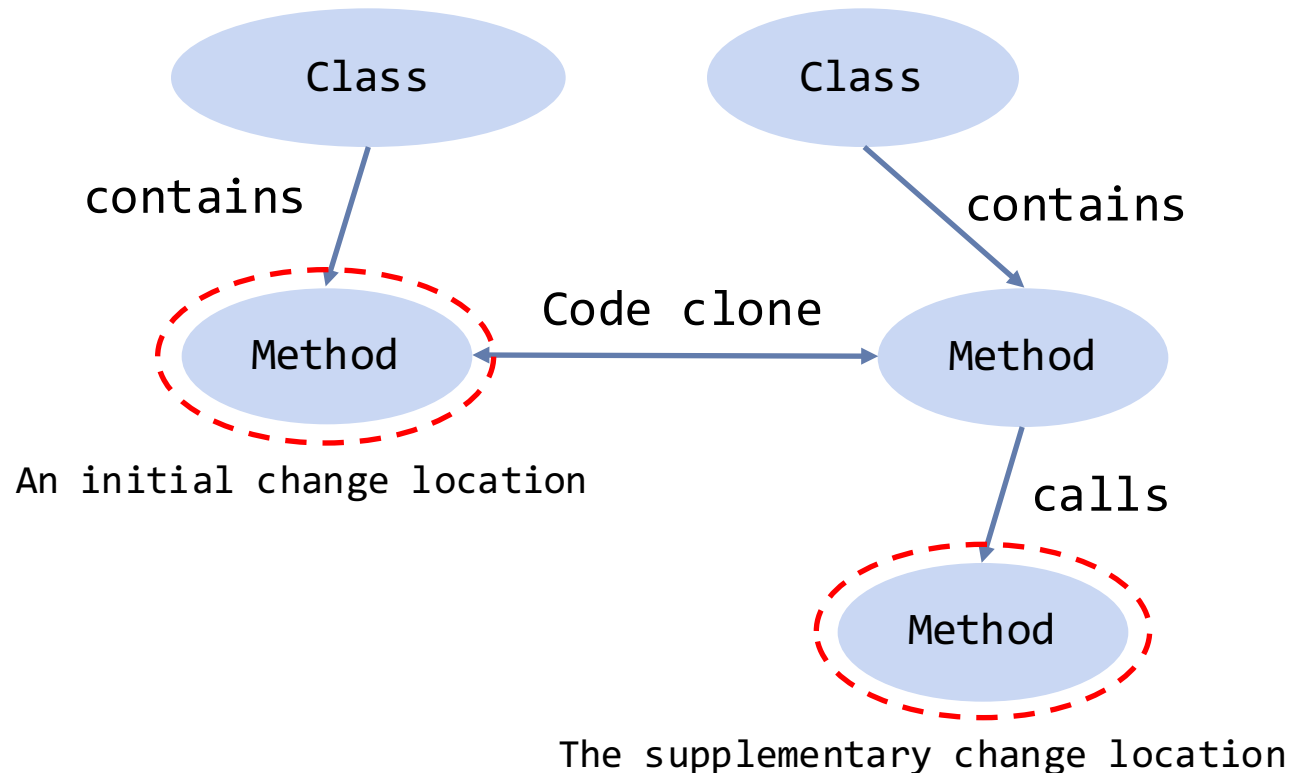 Class
Class
contains
contains
Code clone
Method
Method
An initial change location
calls
Method
The supplementary change location